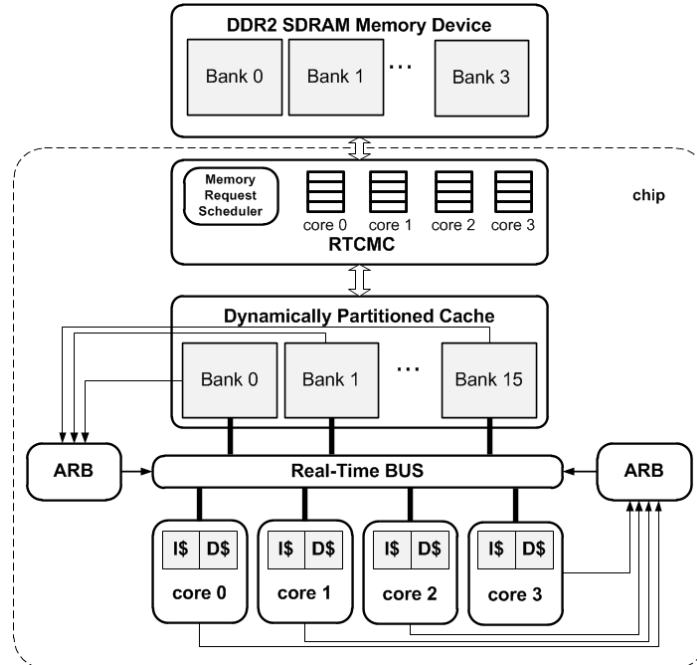 DDR2 SDRAM Memory Device
Bank 0 Bank 1 ... Bank 3
Memory
Request
Scheduler
chip
core 0 core 1 core 2 core 3
RTCMC
Dynamically Partitioned Cache
Bank 0 Bank 1 ... Bank 15
ARB Real-Time BUS ARB
I$ D$ I$ D$ I$ D$ I$ D$
core 0 core 1 core 2 core 3